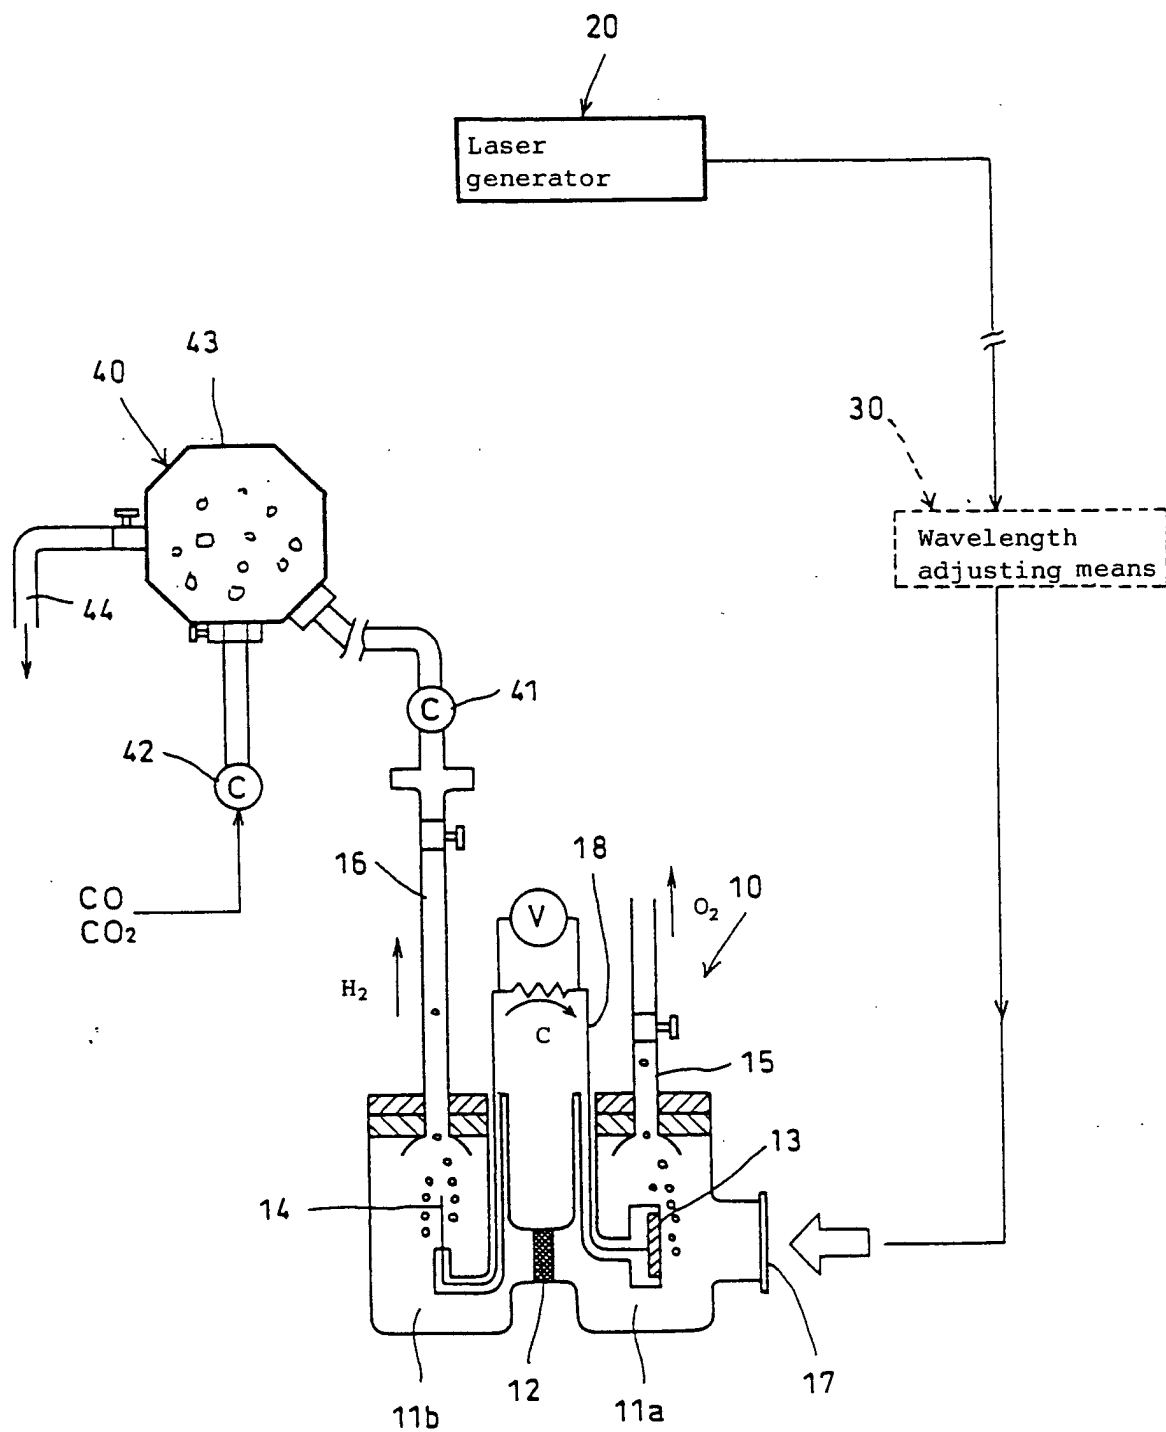 20
Laser
generator
43
40
30
Wavelength
adjusting means
44
41
C
42
C
18
16
CO
CO2
V
O2
10
H2
C
15
13
14
12
17
11b
11a